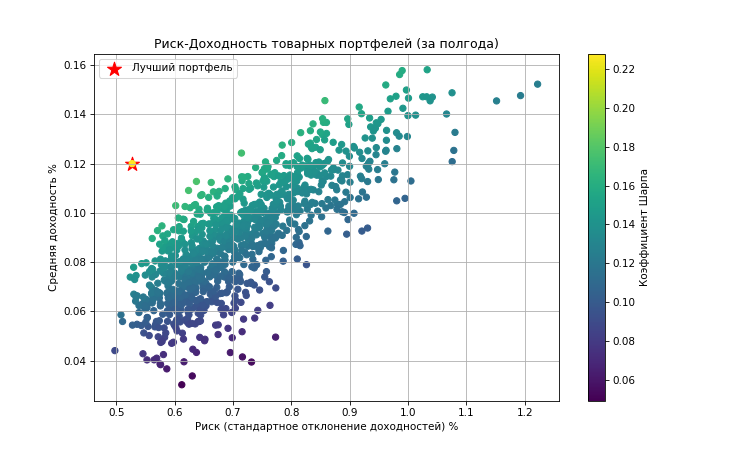 Риск-Доходность товарных портфелей (за полгода)
Лучший портфель
Средняя доходность %
0.16
0.14
0.12
0.10
0.08
0.06
0.04
0.5 0.6 0.7 0.8 0.9 1.0 1.1 1.2
Риск (стандартное отклонение доходностей) %
0.22
0.20
0.18
0.16
0.14
0.12
0.10
0.08
0.06
Коэффициент Шарпа